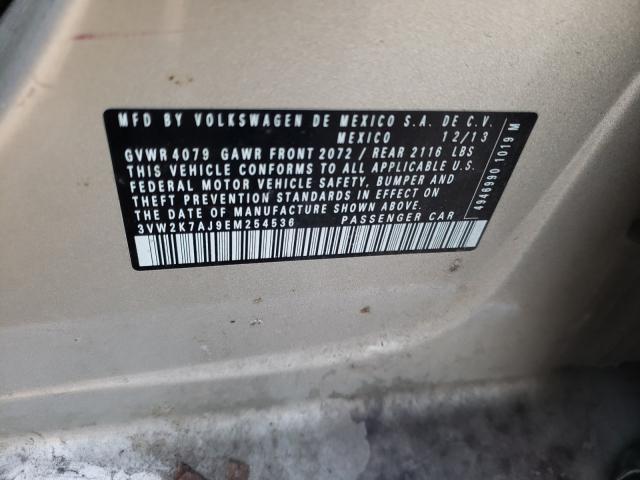 MFD BY VOLKSWAGEN DE MEXICO S.A. DE C.V.
MEXICO 12/13
GVWR 4079 GAWR FRONT 2072 / REAR 2116 LBS
THIS VEHICLE CONFORMS TO ALL APPLICABLE U.S.
FEDERAL MOTOR VEHICLE SAFETY, BUMPER AND
THEFT PREVENTION STANDARDS IN EFFECT ON
THE DATE OF MANUFACTURE SHOWN ABOVE.
3VW2K7AJ9EM254536 PASSENGER CAR
4946990 1019 M